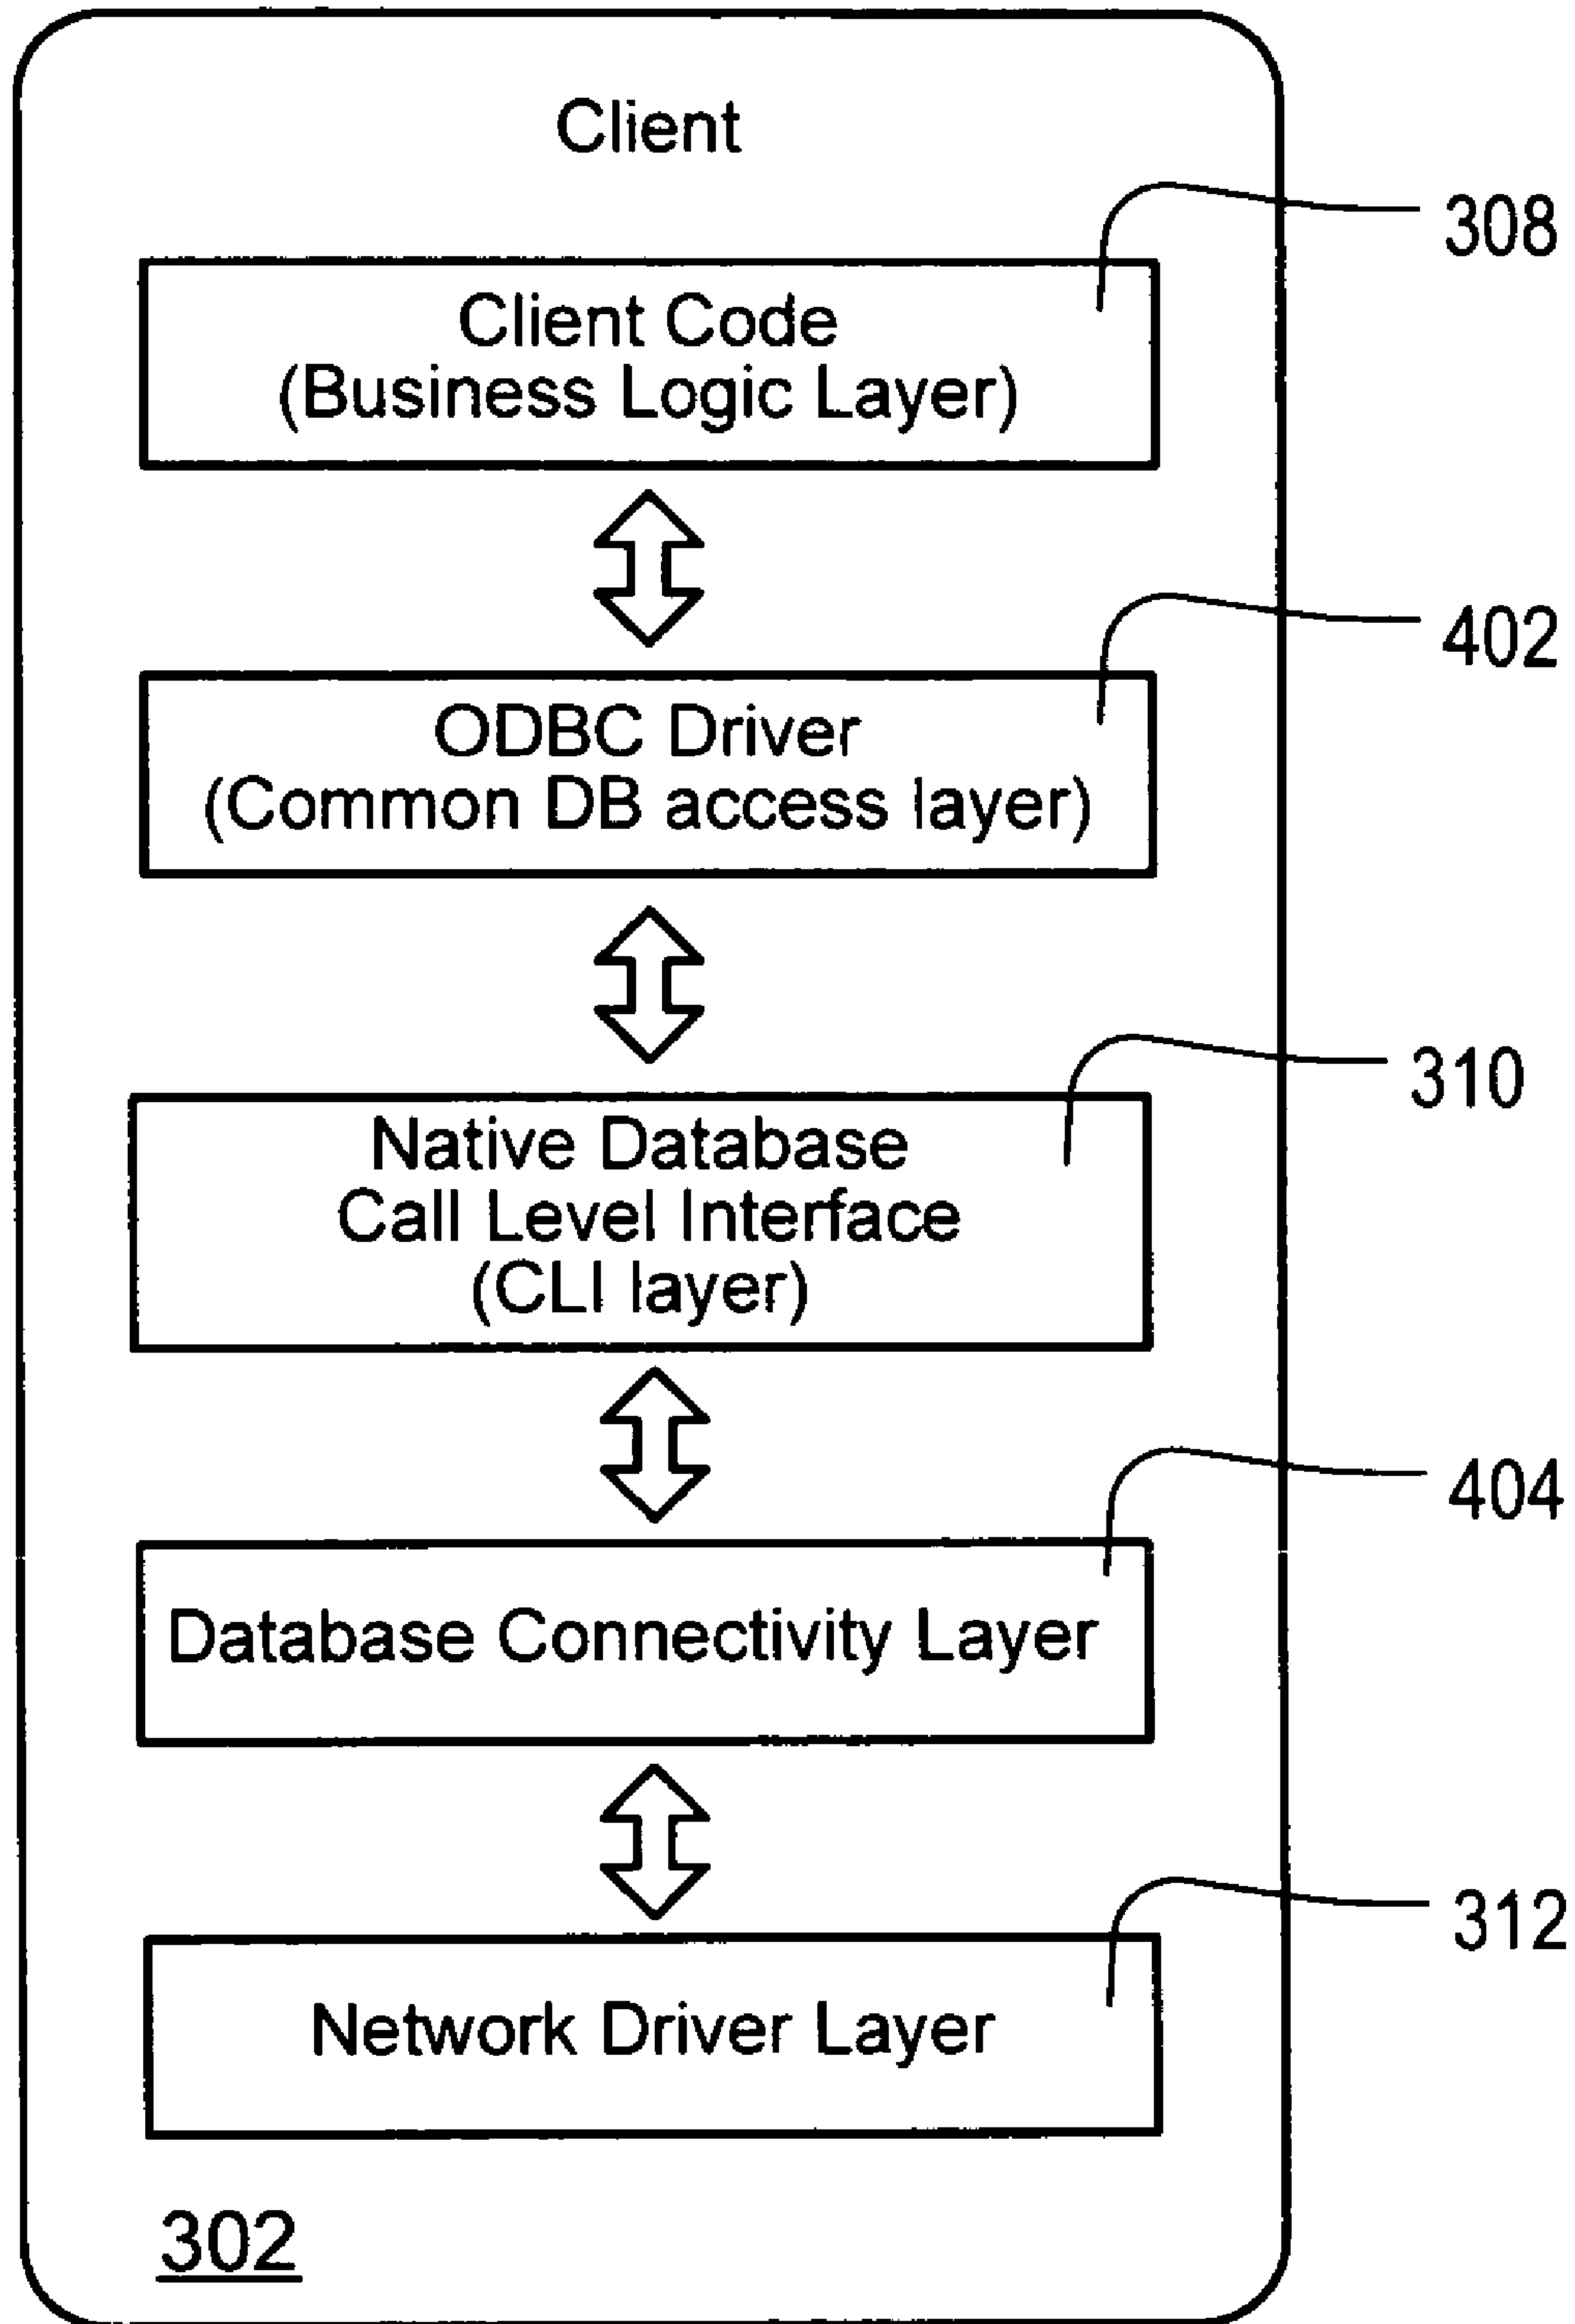 Client
308
Client Code
(Business Logic Layer)
402
ODBC Driver
(Common DB access layer)
310
Native Database
Call Level Interface
(CLI layer)
404
Database Connectivity Layer
312
Network Driver Layer
302